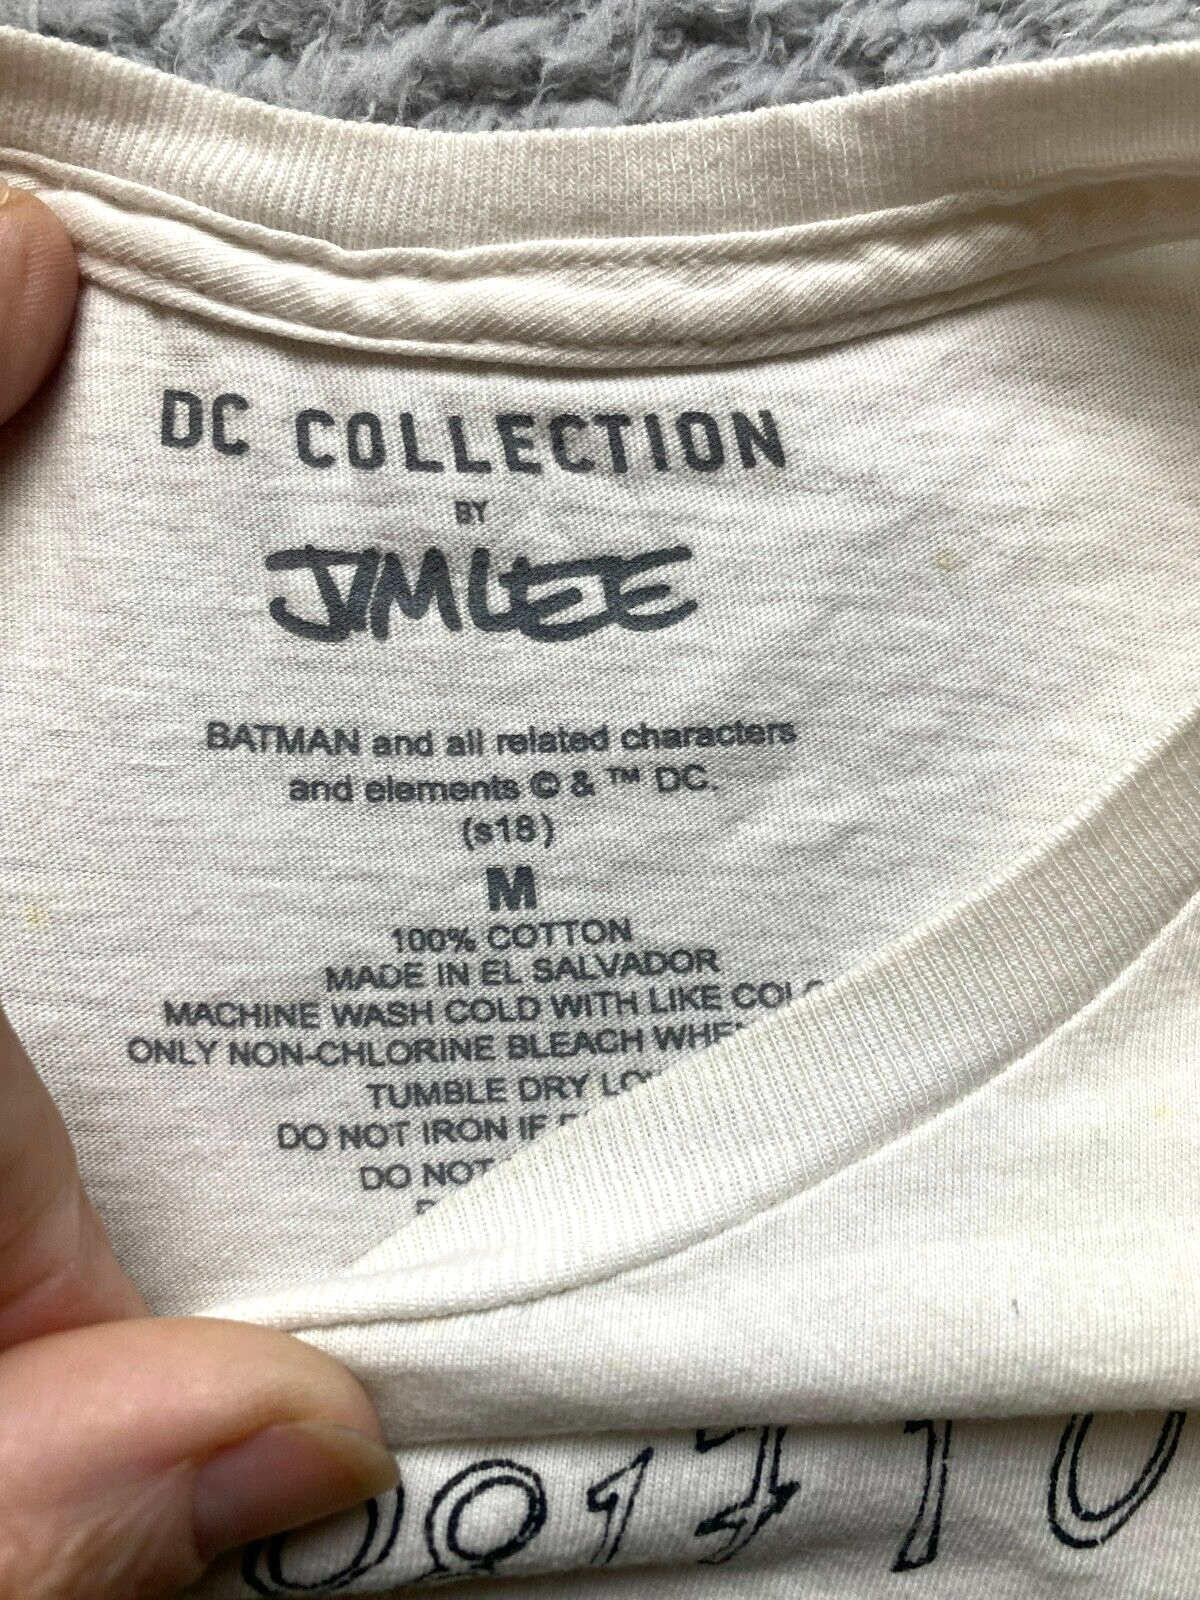 DC COLLECTION
BY
JIM LEE
BATMAN and all related characters
and elements © & ™ DC.
(s18)
M
100% COTTON
MADE IN EL SALVADOR
MACHINE WASH COLD WITH LIKE
ONLY NON-CHLORINE BLEACH
TUMBLE DRY
DO NOT IRON IF
DO NOT